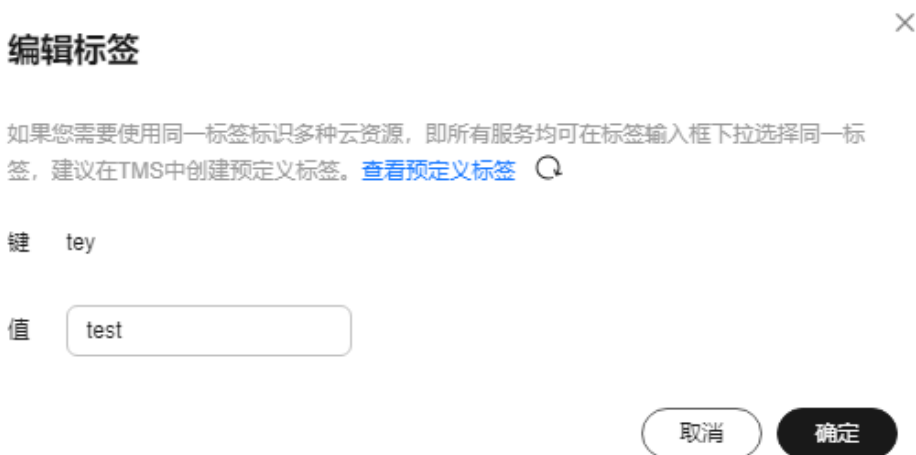 编辑标签
如果您需要使用同一标签标识多种云资源，即所有服务均可在标签输入框下拉选择同一标
签，建议在TMS中创建预定义标签。查看预定义标签
键 tey
值 test
取消 确定